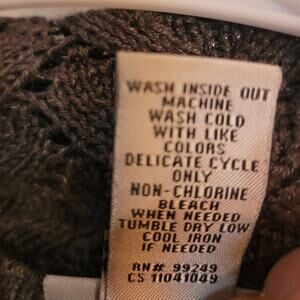 WASH INSIDE OUT
MACHINE
WASH COLD
WITH LIKE
COLORS
DELICATE CYCLE
ONLY
NON-CHLORINE
BLEACH
WHEN NEEDED
TUMBLE DRY LOW
COOL IRON
IF NEEDED
RN# 99249
CS 11041049